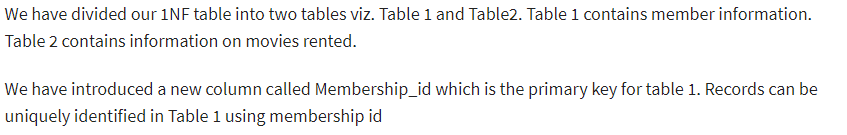 We have divided our 1NF table into two tables viz. Table 1 and Table2. Table 1 contains member information.
Table 2 contains information on movies rented.
We have introduced a new column called Membership_id which is the primary key for table 1. Records can be
uniquely identified in Table 1 using membership id